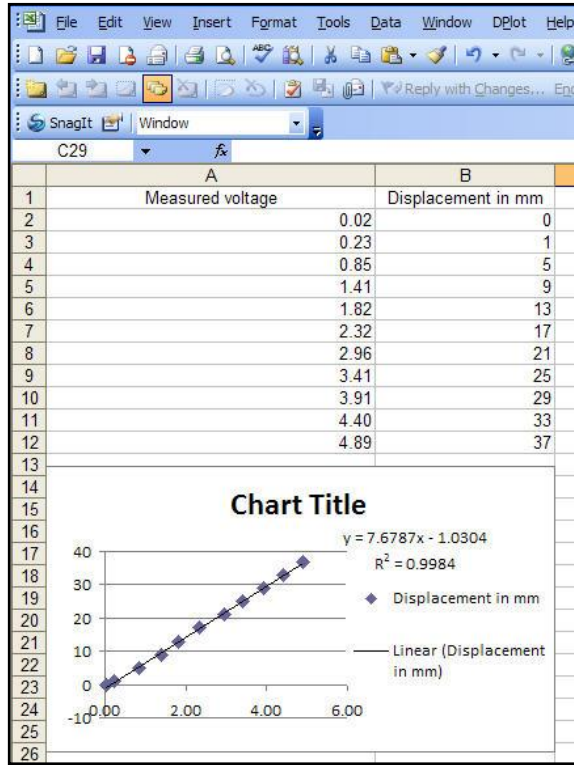 File Edit View Insert Format Tools Data Window DPlot Help
ABC
Reply with Changes...
SnagIt Window
C29 fx
A B
1 Measured voltage Displacement in mm
2 0.02 0
3 0.23 1
4 0.85 5
5 1.41 9
6 1.82 13
7 2.32 17
8 2.96 21
9 3.41 25
10 3.91 29
11 4.40 33
12 4.89 37
13
14
15 Chart Title
16 y = 7.6787x - 1.0304
17 40 R² = 0.9984
18 30
19 20 Displacement in mm
20
21 10 Linear (Displacement
22 in mm)
23 0
24 -10 0.00 2.00 4.00 6.00
25
26